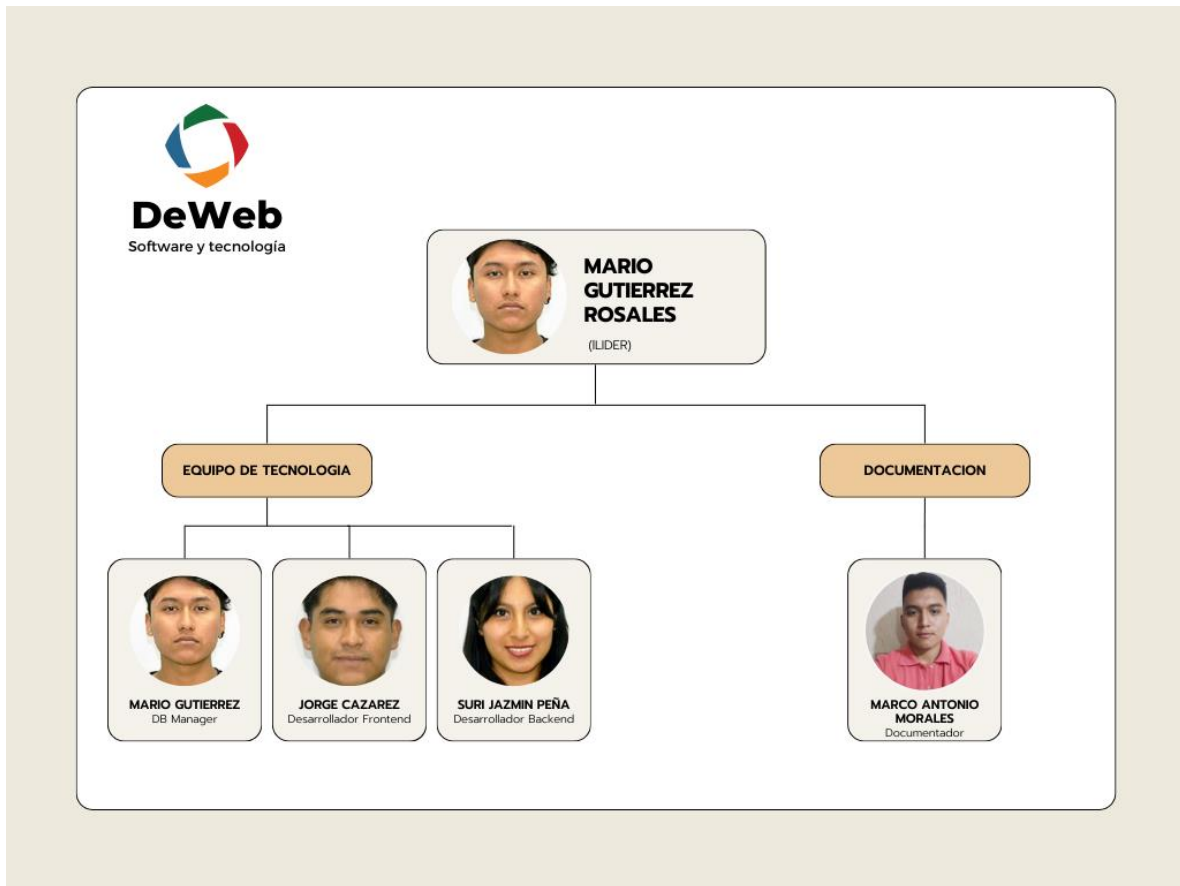 DeWeb
Software y tecnología
MARIO
GUTIERREZ
ROSALES
(ILIDER)
EQUIPO DE TECNOLOGIA
DOCUMENTACION
MARIO GUTIERREZ
DB Manager
JORGE CAZAREZ
Desarrollador Frontend
SURI JAZMIN PEÑA
Desarrollador Backend
MARCO ANTONIO
MORALES
Documentador